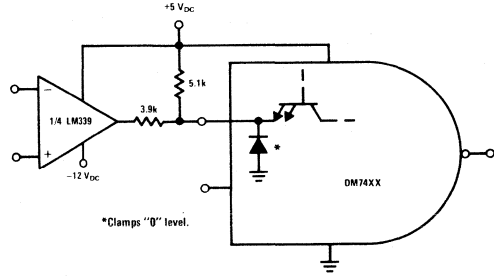 +5 V_DC
5.1k
3.9k
−
1/4 LM339
+
−12 V_DC
*
DM74XX
*Clamps "0" level.